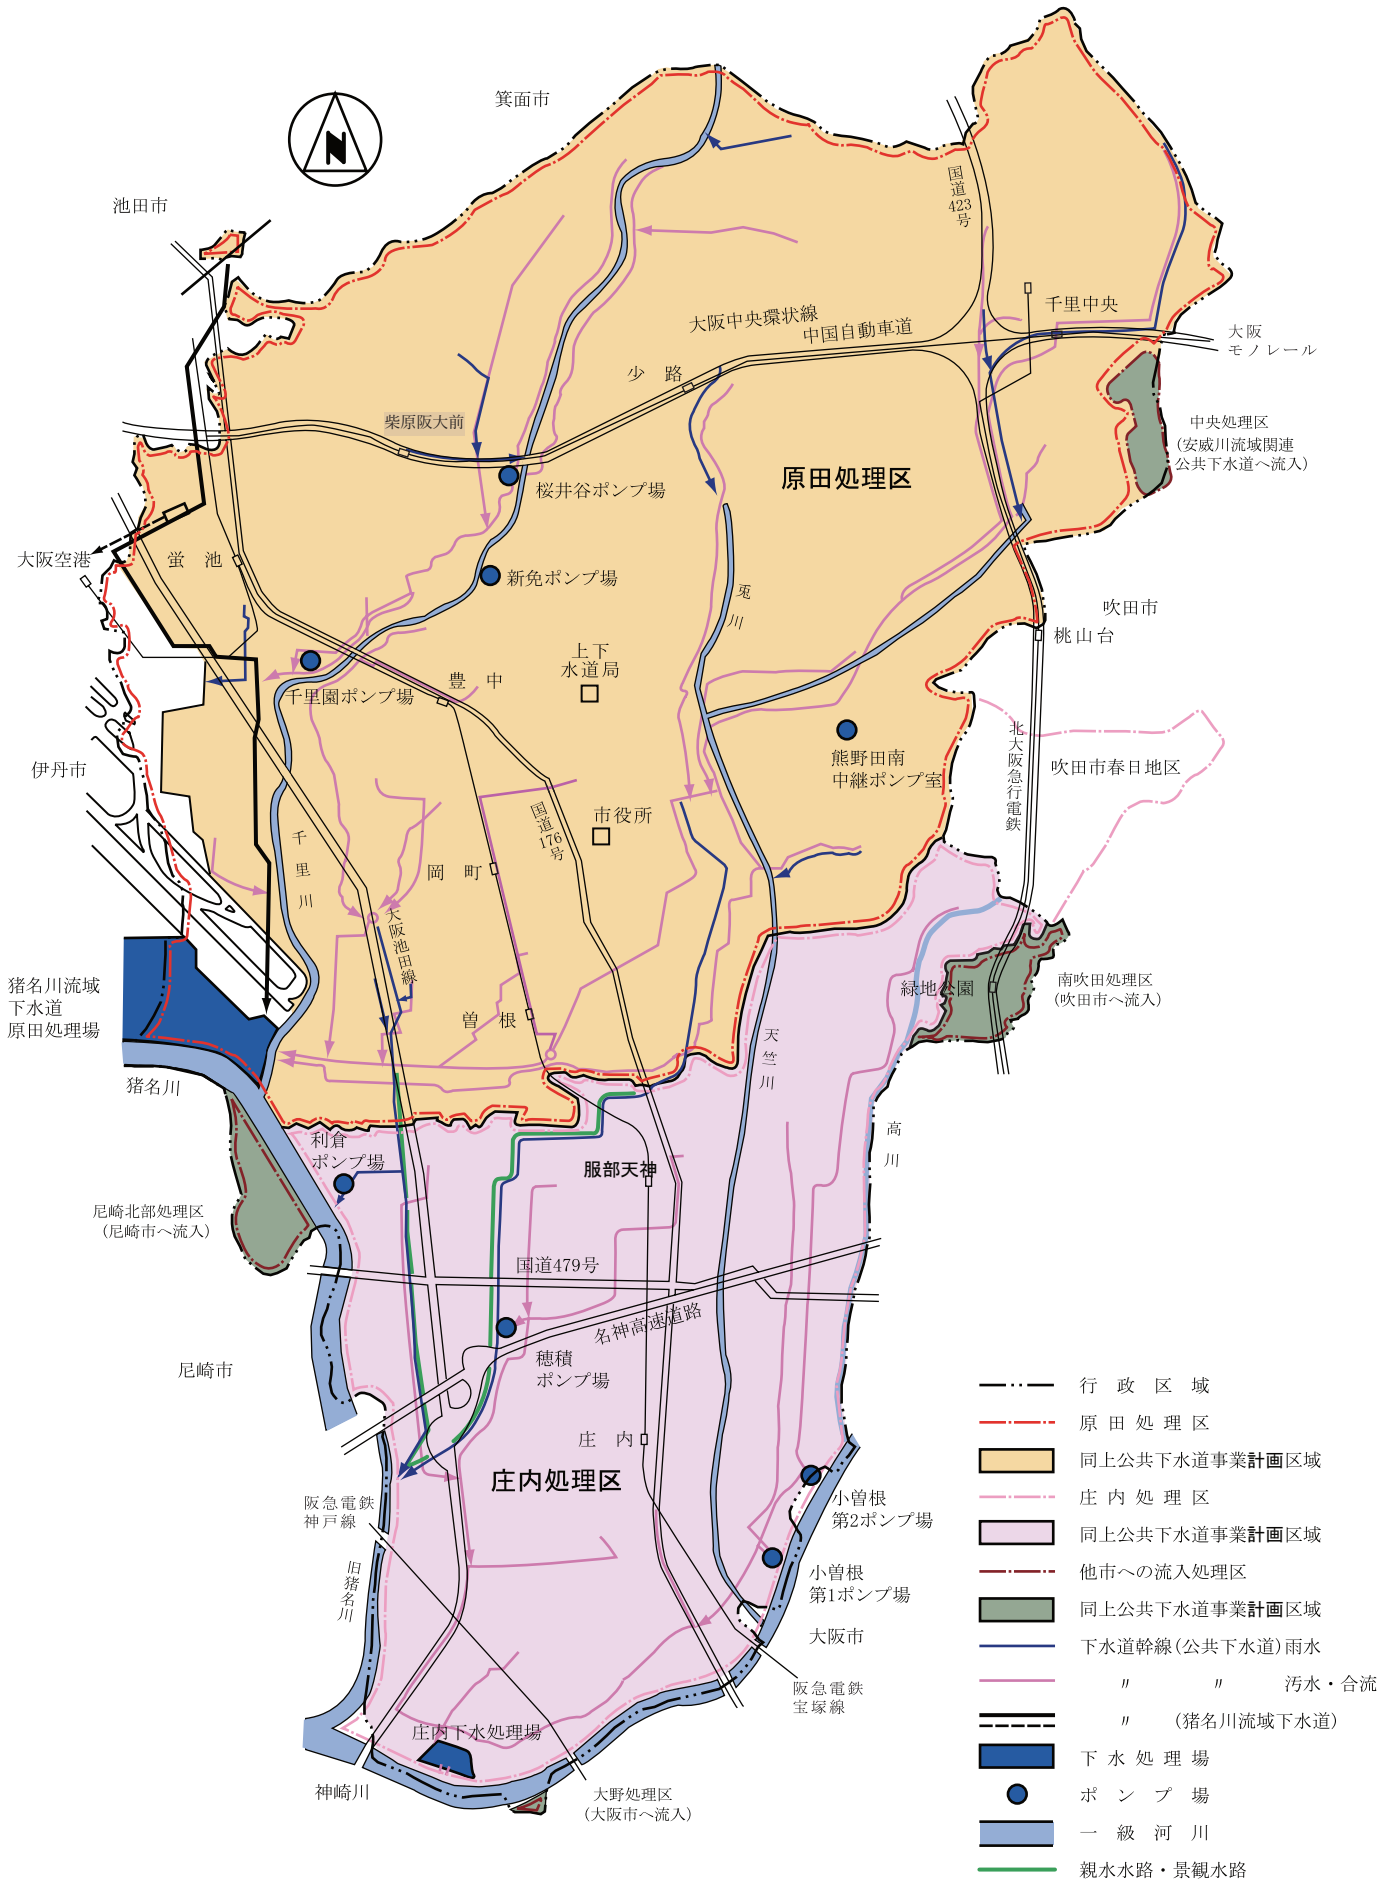 箕面市
池田市
国道
423
号
千里中央
大阪中央環状線
中国自動車道
大阪
モノレール
少路
柴原阪大前
中央処理区
(安威川流域関連
公共下水道へ流入)
原田処理区
桜井谷ポンプ場
大阪空港
蛍池
新免ポンプ場
兎川
吹田市
桃山台
上下
水道局
豊中
千里園ポンプ場
北大阪急行電鉄
熊野田南
中継ポンプ室
吹田市春日地区
伊丹市
国道
176
号
市役所
千里川
岡町
大阪池田線
猪名川流域
下水道
原田処理場
緑地公園
南吹田処理区
(吹田市へ流入)
曽根
天竺川
猪名川
高川
利倉
ポンプ場
服部天神
尼崎北部処理区
(尼崎市へ流入)
国道479号
名神高速道路
尼崎市
穂積
ポンプ場
庄内
庄内処理区
阪急電鉄
神戸線
小曽根
第2ポンプ場
旧猪名川
小曽根
第1ポンプ場
大阪市
阪急電鉄
宝塚線
庄内下水処理場
神崎川
大野処理区
(大阪市へ流入)
行政区域
原田処理区
同上公共下水道事業計画区域
庄内処理区
同上公共下水道事業計画区域
他市への流入処理区
同上公共下水道事業計画区域
下水道幹線(公共下水道)雨水
〃 〃 汚水・合流
〃 (猪名川流域下水道)
下水処理場
ポンプ場
一級河川
親水水路・景観水路